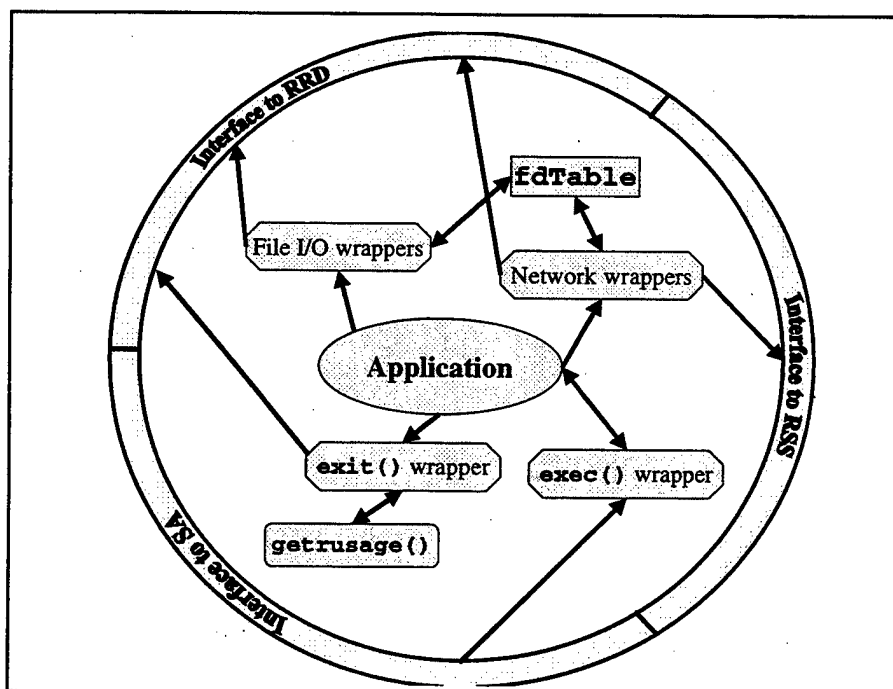 Interface to RRD
fdTable
File I/O wrappers
Network wrappers
Interface to RSS
Application
exit() wrapper
exec() wrapper
getrusage()
Interface to SA